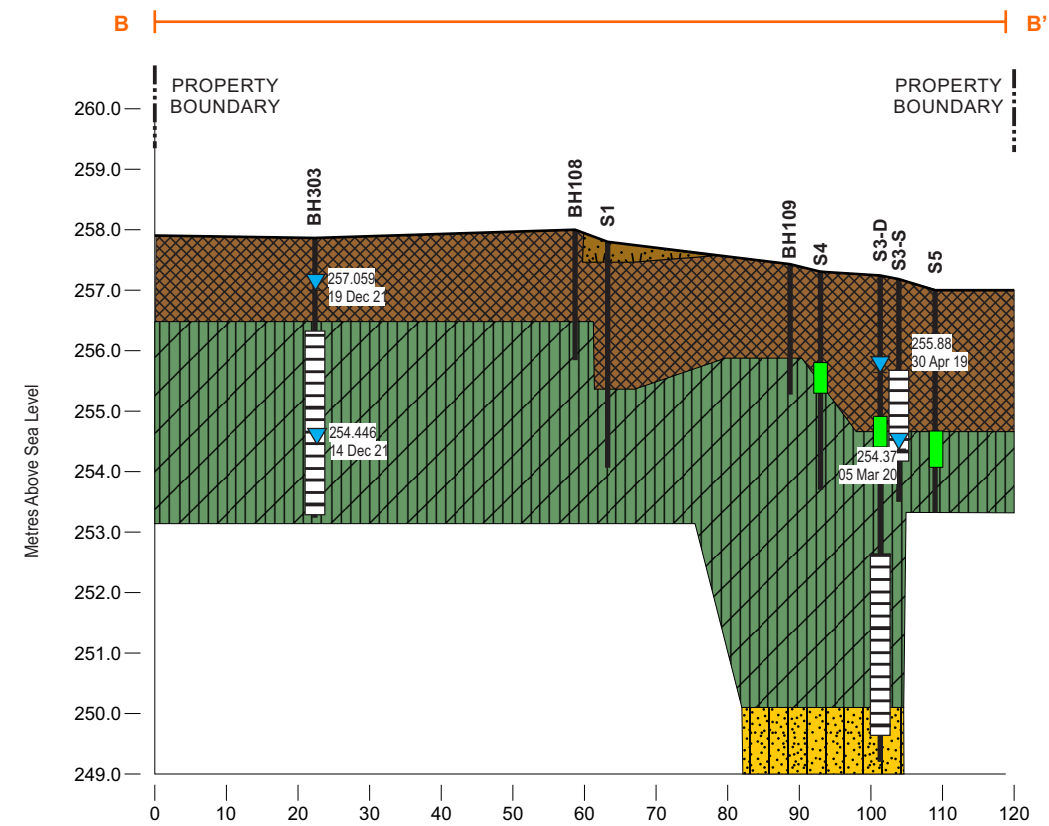 B
B'
PROPERTY
BOUNDARY
PROPERTY
BOUNDARY
260.0
259.0
258.0
257.0
256.0
255.0
254.0
253.0
252.0
251.0
250.0
249.0
Metres Above Sea Level
BH303
BH108
S1
BH109
S4
S3-D
S3-S
S5
257.059
19 Dec 21
254.446
14 Dec 21
255.88
30 Apr 19
254.37
05 Mar 20
0
10
20
30
40
50
60
70
80
90
100
110
120